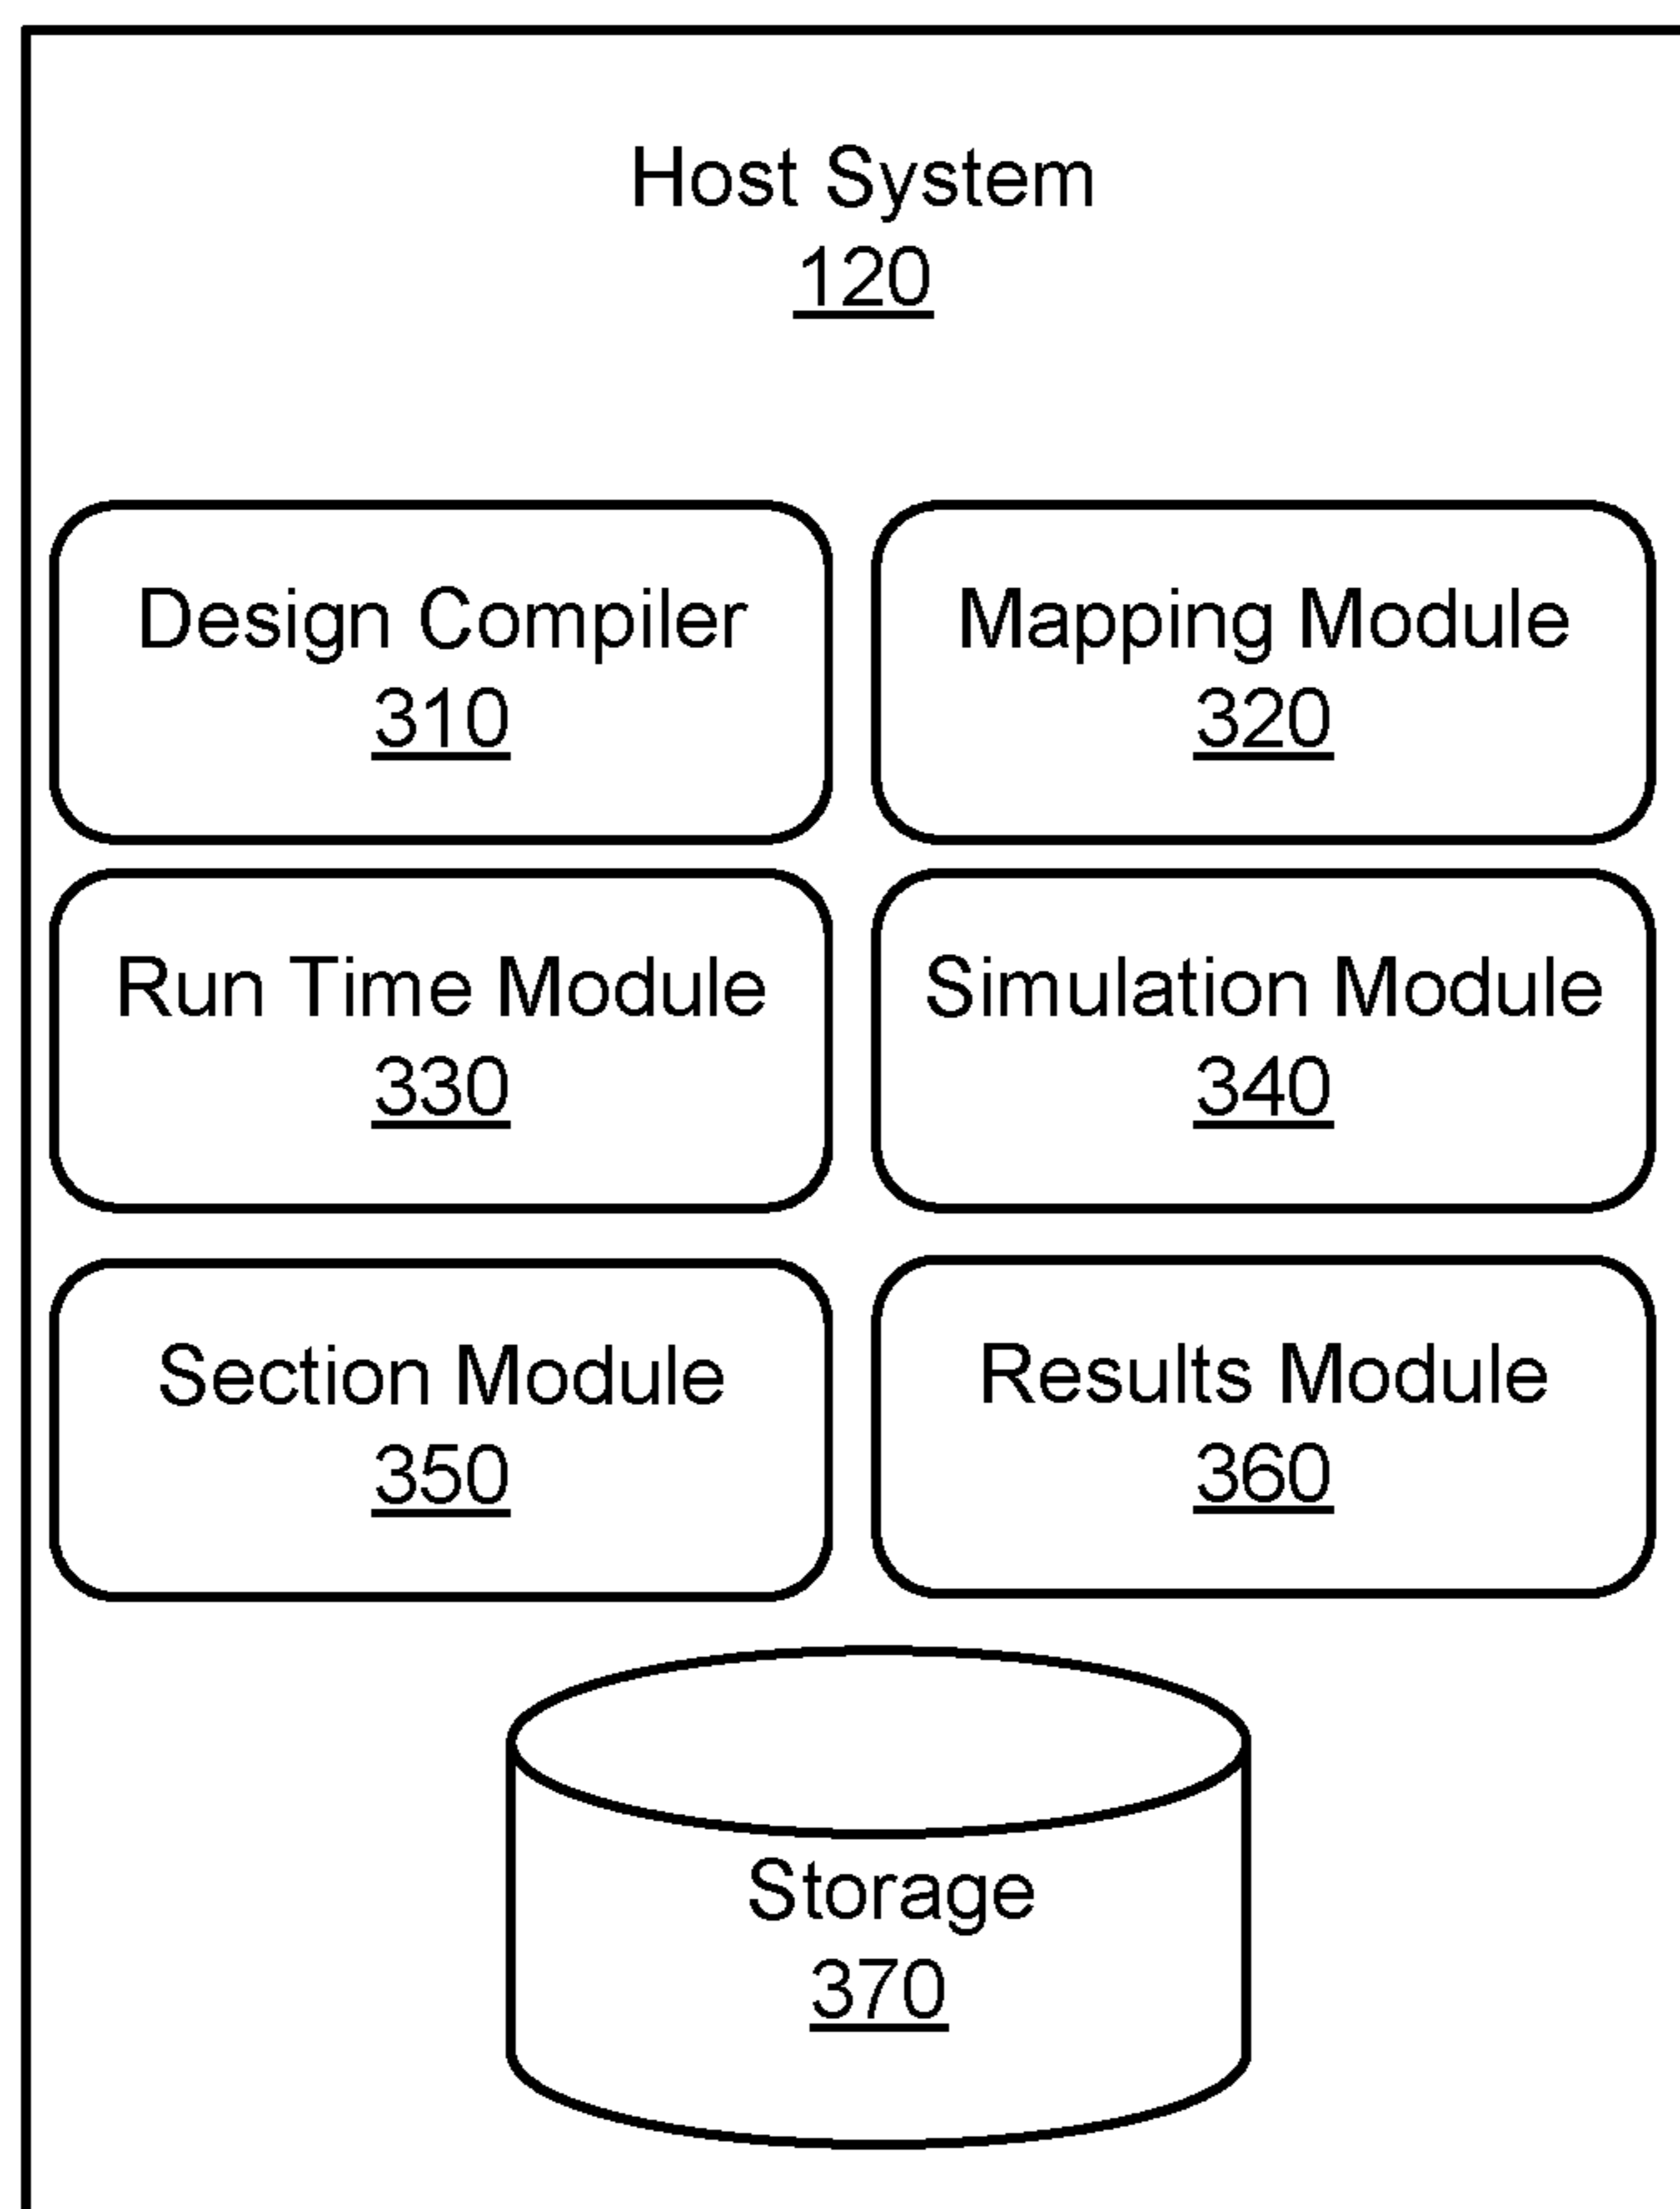 Host System
120
Design Compiler
310
Mapping Module
320
Run Time Module
330
Simulation Module
340
Section Module
350
Results Module
360
Storage
370